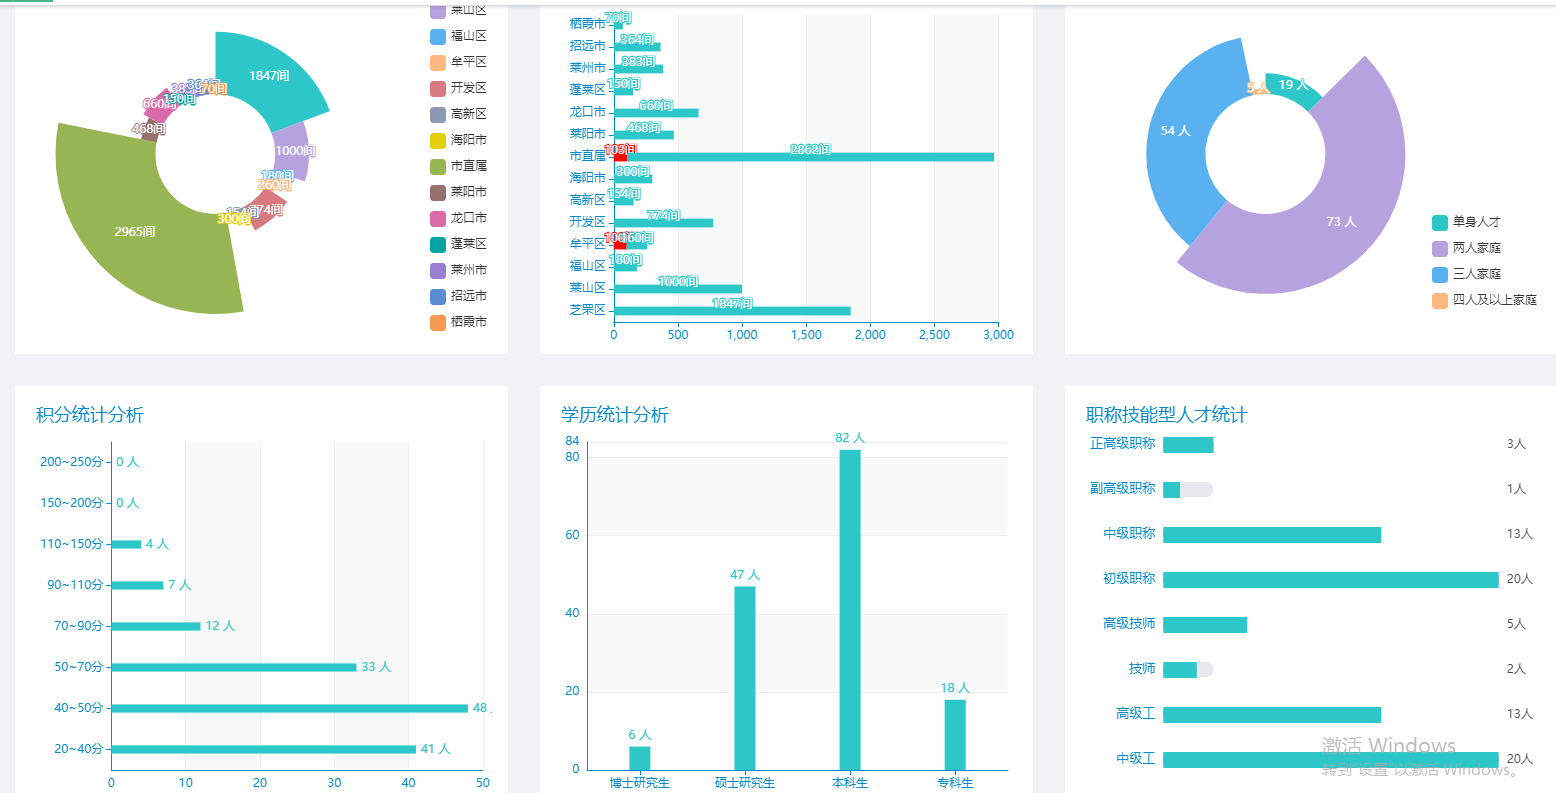 莱山区
福山区
牟平区
开发区
高新区
海阳市
市直属
莱阳市
龙口市
蓬莱区
莱州市
招远市
栖霞市
1847间
1000间
180间
260间
774间
154间
300间
2965间
468间
660间
150间
383间
364间
70间
栖霞市 70间
招远市 364间
莱州市 383间
蓬莱区 150间
龙口市 660间
莱阳市 468间
市直属 103间 2862间
海阳市 300间
高新区 154间
开发区 774间
牟平区 160间
福山区 180间
莱山区 1000间
芝罘区 1847间
0 500 1,000 1,500 2,000 2,500 3,000
5 人
19 人
54 人
73 人
单身人才
两人家庭
三人家庭
四人及以上家庭
积分统计分析
200~250分 0 人
150~200分 0 人
110~150分 4 人
90~110分 7 人
70~90分 12 人
50~70分 33 人
40~50分 48
20~40分 41 人
0 10 20 30 40 50
学历统计分析
84
80
60
40
20
0
6 人
47 人
82 人
18 人
博士研究生 硕士研究生 本科生 专科生
职称技能型人才统计
正高级职称 3人
副高级职称 1人
中级职称 13人
初级职称 20人
高级技师 5人
技师 2人
高级工 13人
中级工 20人
激活 Windows
转到"设置"以激活 Windows。